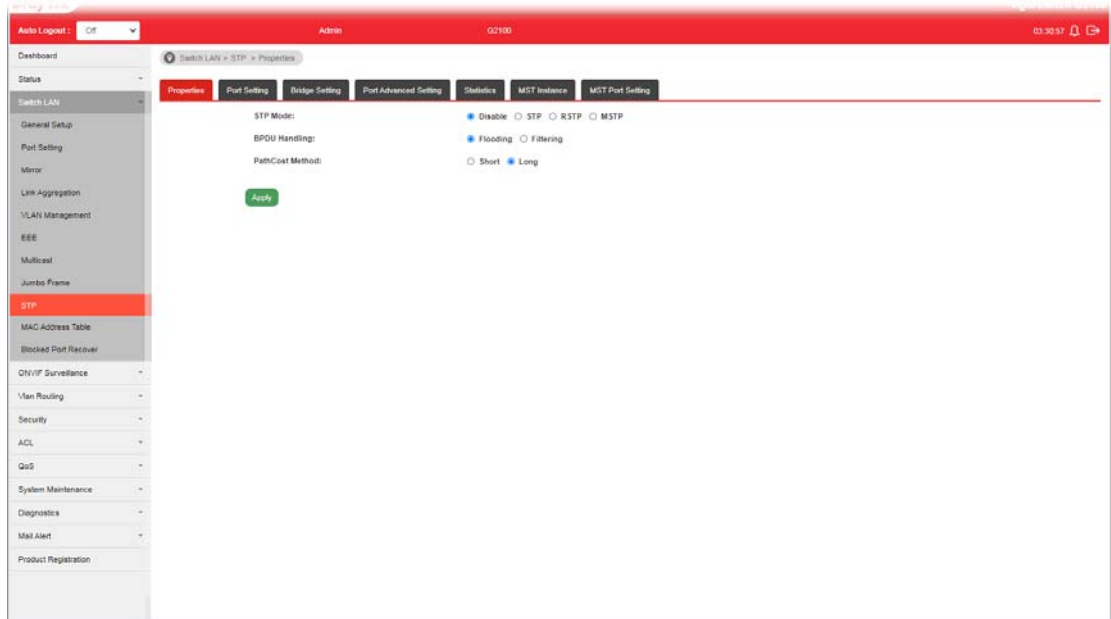 Auto Logout : Off
Admin
G2100
03:30:57
Dashboard
Status
Switch LAN
General Setup
Port Setting
Mirror
Link Aggregation
VLAN Management
EEE
Multicast
Jumbo Frame
STP
MAC Address Table
Blocked Port Recover
ONVIF Surveillance
Vlan Routing
Security
ACL
QoS
System Maintenance
Diagnostics
Mail Alert
Product Registration
Switch LAN » STP » Properties
Properties Port Setting Bridge Setting Port Advanced Setting Statistics MST Instance MST Port Setting
STP Mode: Disable STP RSTP MSTP
BPDU Handling: Flooding Filtering
PathCost Method: Short Long
Apply